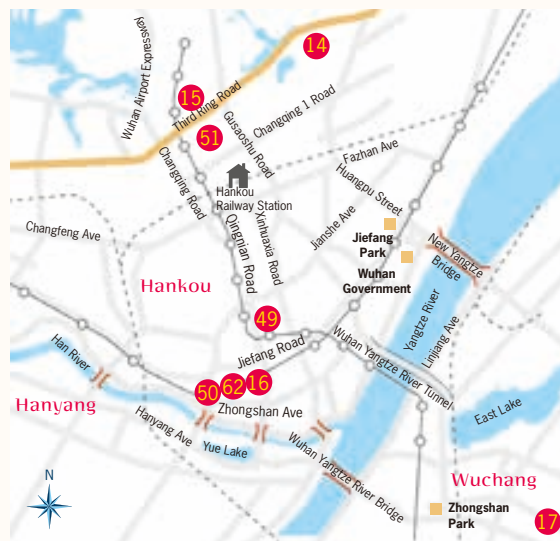 14
Wuhan Airport Expressway
15
Third Ring Road
Changqing 1 Road
51
Gusaoshu Road
Fazhan Ave
Changqing Road
Hankou
Railway Station
Huangpu Street
Changfeng Ave
Qingnian Road
Xinhuaxia Road
Jianshe Ave
Jiefang
Park
New Yangtze
Bridge
Wuhan
Government
Hankou
Yangtze River
Linjiang Ave
49
Jiefang Road
Wuhan Yangtze River Tunnel
Han River
50
62
16
Hanyang
Zhongshan Ave
East Lake
Hanyang Ave
Yue Lake
Wuhan Yangtze River Bridge
Wuchang
N
Zhongshan
Park
17